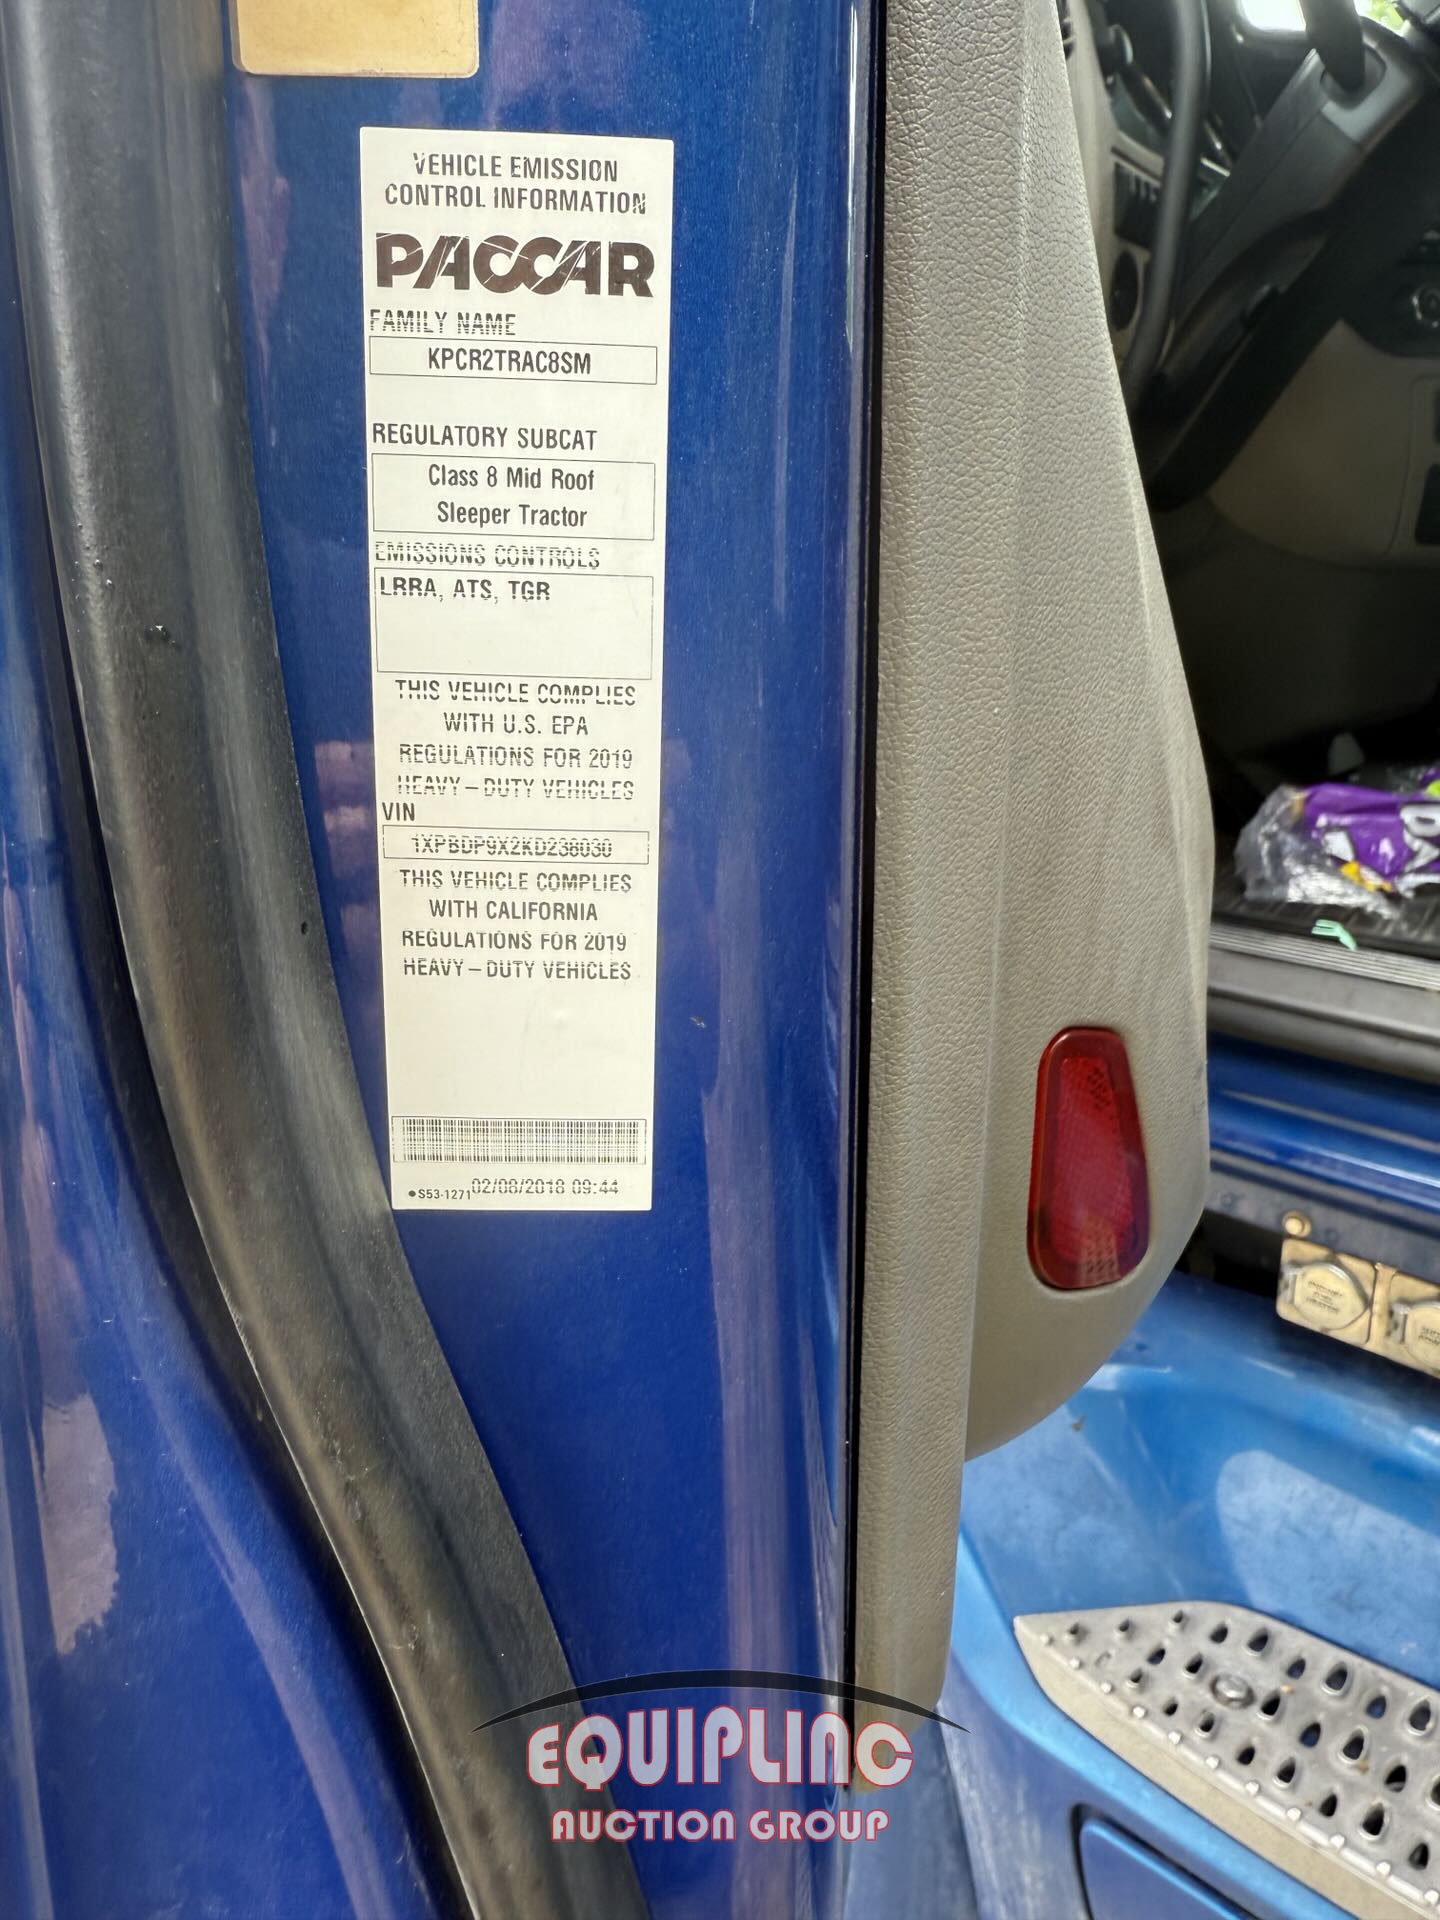 VEHICLE EMISSION
CONTROL INFORMATION
PACCAR
FAMILY NAME
KPCR2TRAC8SM
REGULATORY SUBCAT
Class 8 Mid Roof
Sleeper Tractor
EMISSIONS CONTROLS
LRRA, ATS, TGR
THIS VEHICLE COMPLIES
WITH U.S. EPA
REGULATIONS FOR 2019
HEAVY-DUTY VEHICLES
VIN
1XPBDP9X2KD238030
THIS VEHICLE COMPLIES
WITH CALIFORNIA
REGULATIONS FOR 2019
HEAVY-DUTY VEHICLES
●S53-1271 02/08/2018 09:44
EQUIPLINC
AUCTION GROUP